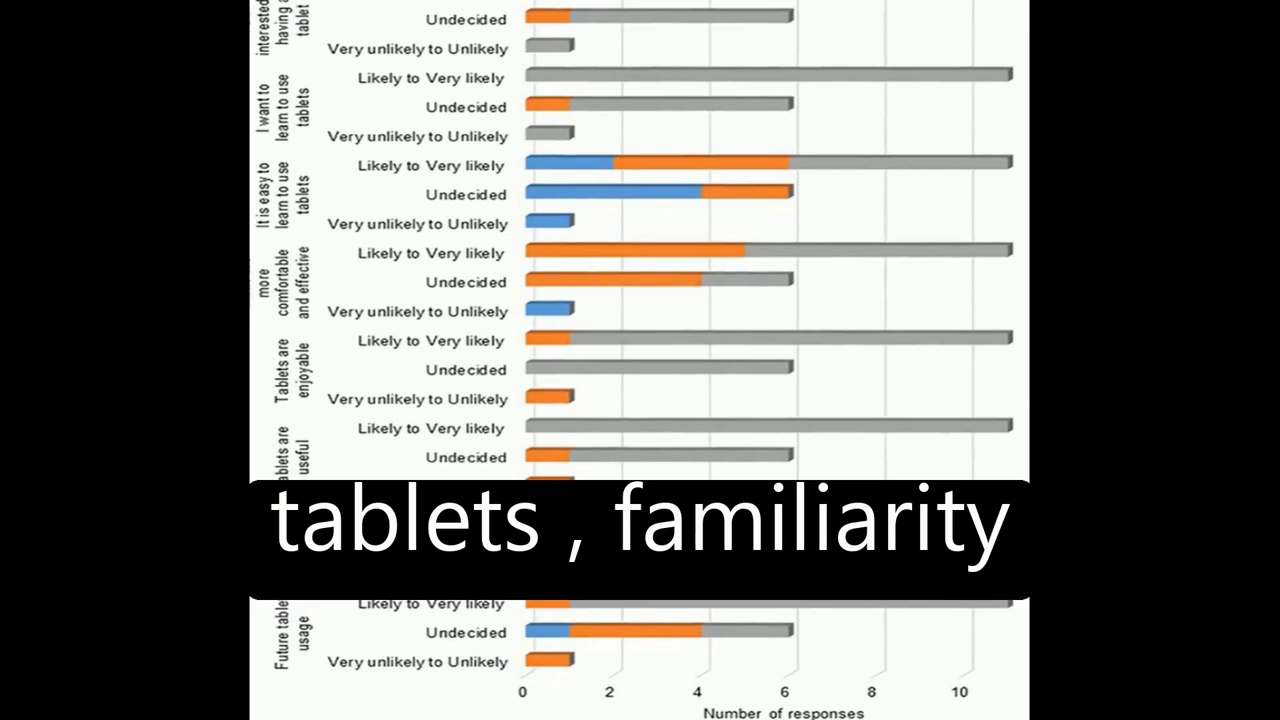 interested
having a
tablet
Undecided
Very unlikely to Unlikely
I want to
learn to use
tablets
Likely to Very likely
Undecided
Very unlikely to Unlikely
It is easy to
learn to use
tablets
Likely to Very likely
Undecided
Very unlikely to Unlikely
more
comfortable
and effective
Likely to Very likely
Undecided
Very unlikely to Unlikely
Tablets are
enjoyable
Likely to Very likely
Undecided
Very unlikely to Unlikely
ablets are
useful
Likely to Very likely
Undecided
tablets , familiarity
Future table
usage
Likely to Very likely
Undecided
Very unlikely to Unlikely
0 2 4 6 8 10
Number of responses